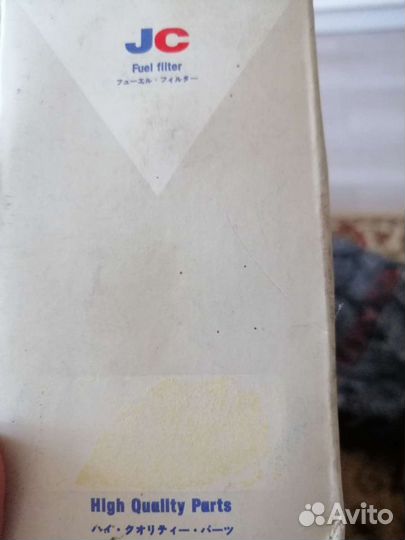 JC
Fuel filter
フューエル・フィルター
High Quality Parts
ハイ・クオリティー・パーツ
Avito